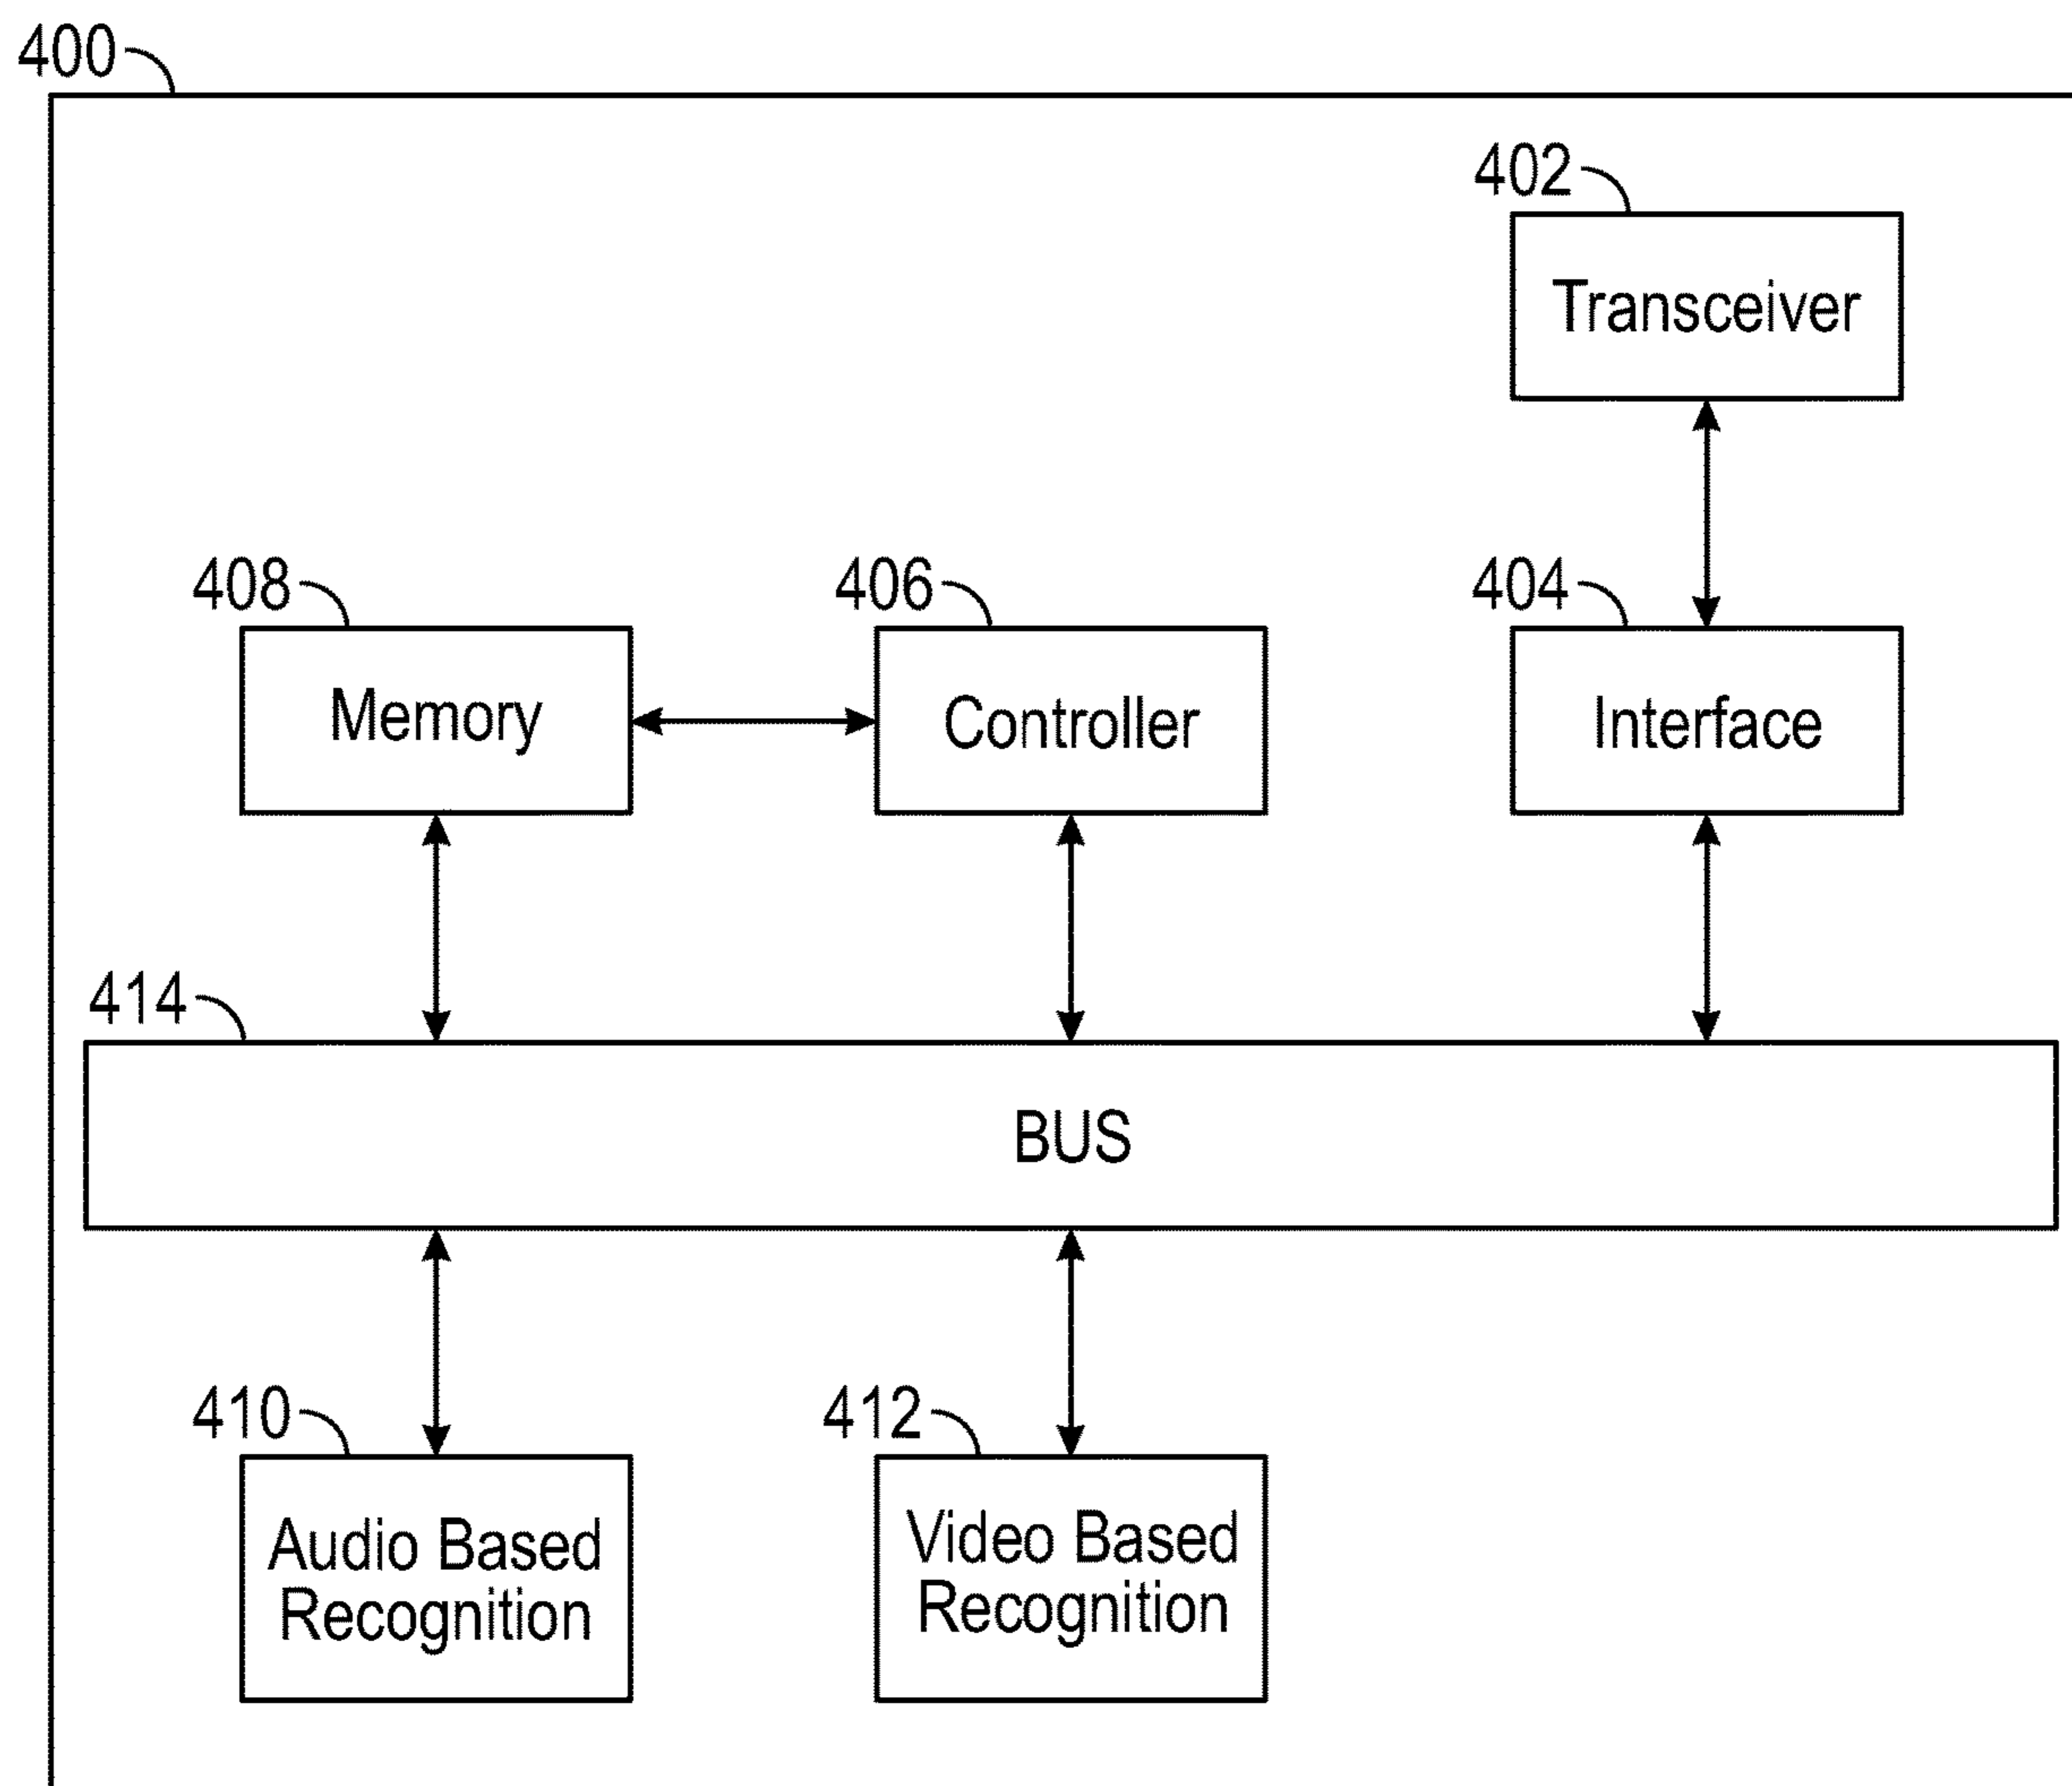 400
402
Transceiver
408
406
404
Memory
Controller
Interface
414
BUS
410
412
Audio Based
Recognition
Video Based
Recognition